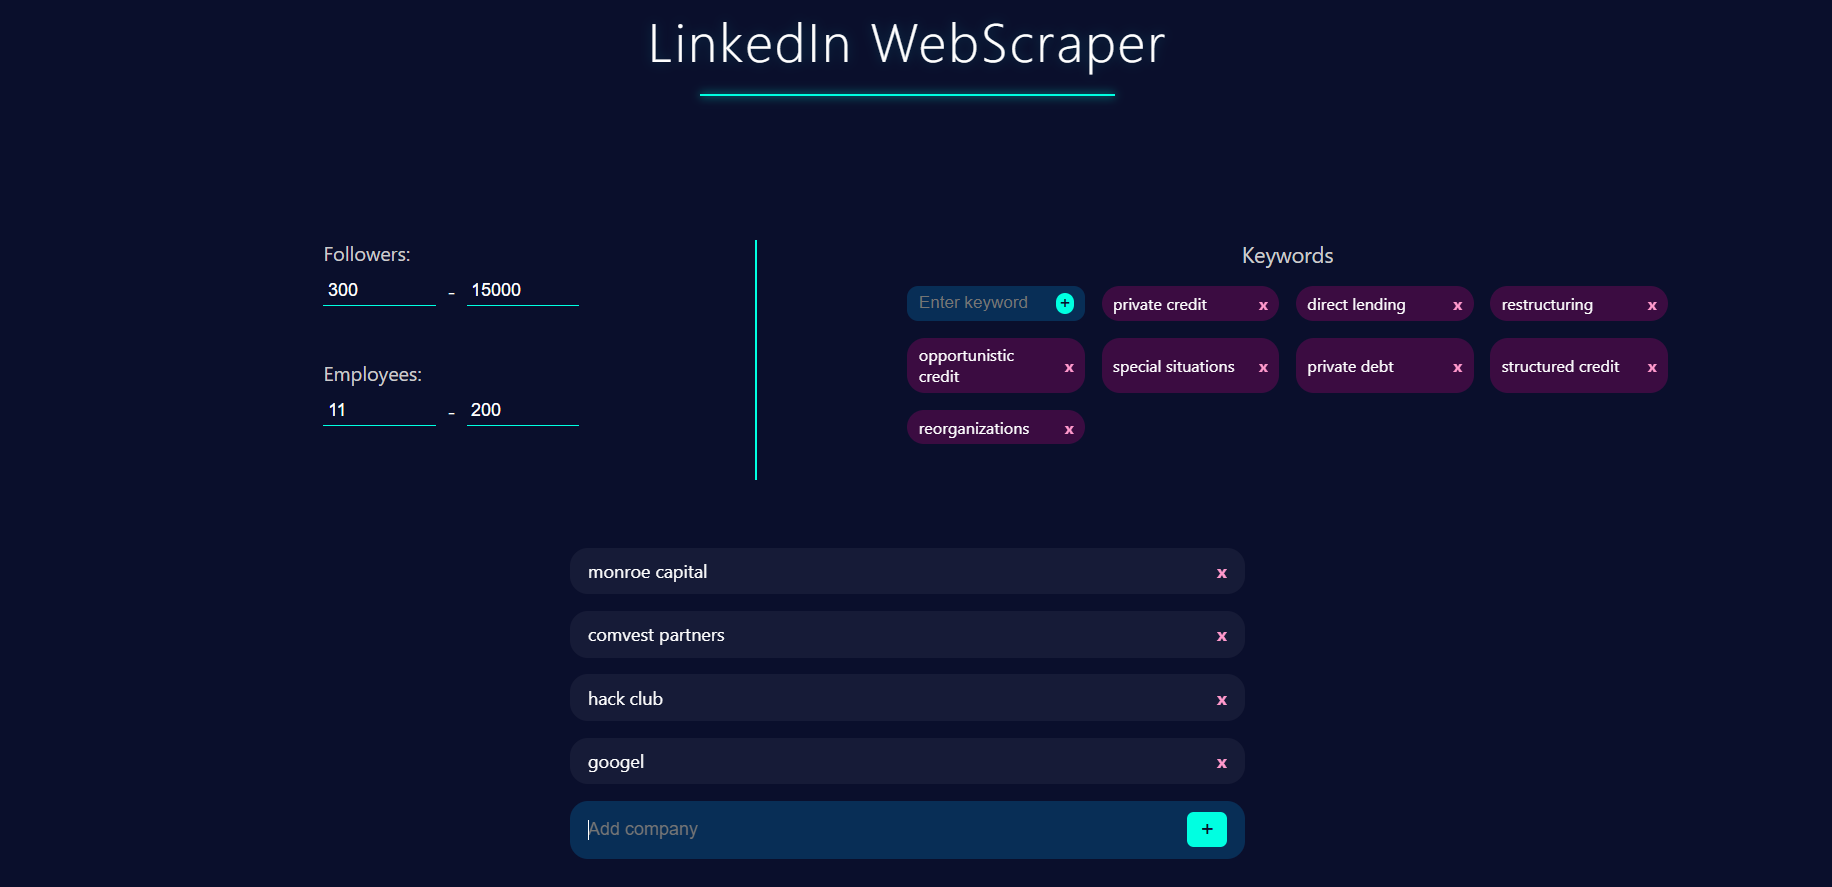 LinkedIn WebScraper
Followers:
300 - 15000
Employees:
11 - 200
Keywords
Enter keyword +
private credit x
direct lending x
restructuring x
opportunistic
credit x
special situations x
private debt x
structured credit x
reorganizations x
monroe capital x
comvest partners x
hack club x
googel x
Add company +